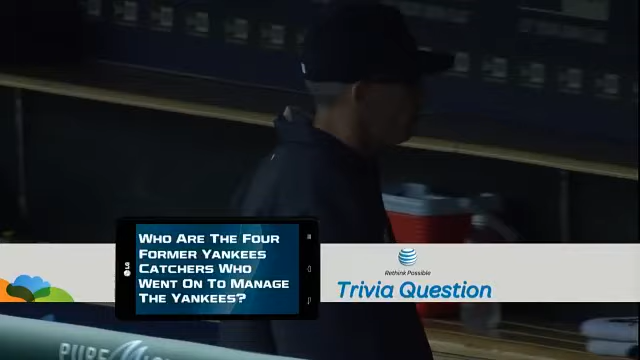 WHO ARE THE FOUR
FORMER YANKEES
CATCHERS WHO
WENT ON TO MANAGE
THE YANKEES?
LG
Rethink Possible
Trivia Question
PURE